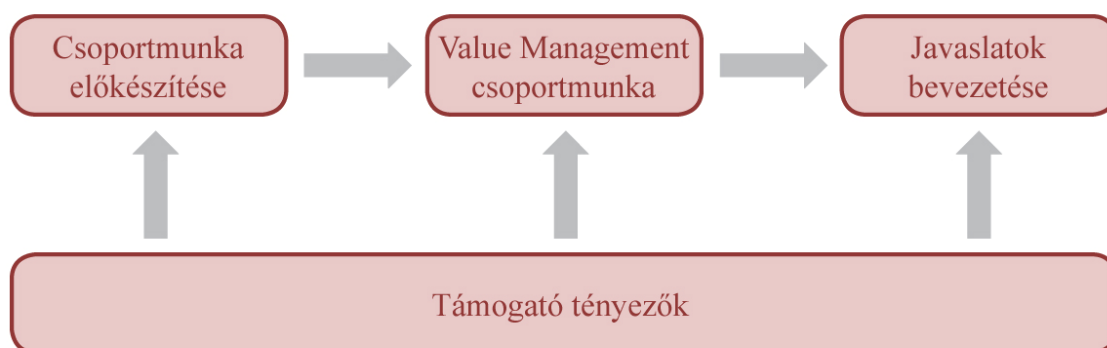 Csoportmunka
előkészítése
Value Management
csoportmunka
Javaslatok
bevezetése
Támogató tényezők